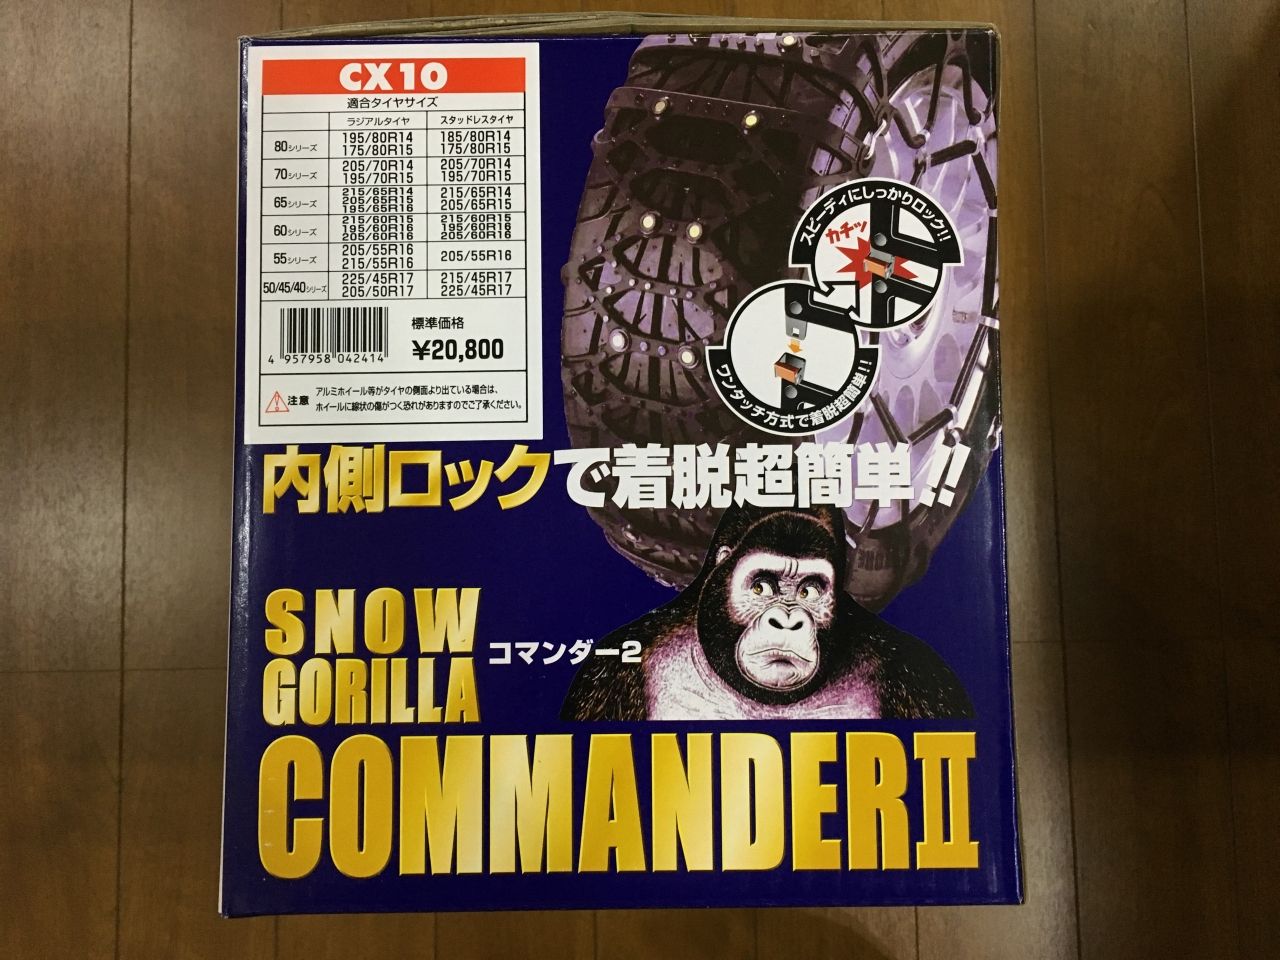 CX10
適合タイヤサイズ
ラジアルタイヤ スタッドレスタイヤ
80シリーズ 195/80R14 185/80R14
175/80R15 175/80R15
70シリーズ 205/70R14 205/70R14
195/70R15 195/70R15
65シリーズ 215/65R14 215/65R14
205/65R15 205/65R15
195/65R16
60シリーズ 215/60R15 215/60R15
195/60R16 195/60R16
205/60R16 205/60R16
55シリーズ 205/55R16 205/55R16
215/55R16
50/45/40シリーズ 225/45R17 215/45R17
205/50R17 225/45R17
標準価格
¥20,800
4 957958 042414
注意 アルミホイール等がタイヤの側面より出ている場合は、
ホイールに線状の傷がつく恐れがありますのでご了承ください。
スピーディにしっかりロック!!
カチッ
ワンタッチ方式で着脱超簡単!!
内側ロックで着脱超簡単!!
SNOW
GORILLA
コマンダー2
COMMANDER II